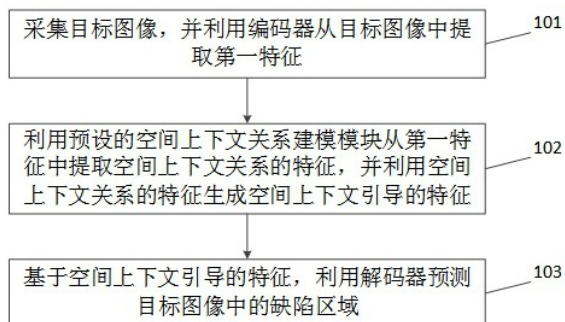 采集目标图像，并利用编码器从目标图像中提
取第一特征
101
利用预设的空间上下文关系建模模块从第一特
征中提取空间上下文关系的特征，并利用空间
上下文关系的特征生成空间上下文引导的特征
102
基于空间上下文引导的特征，利用解码器预测
目标图像中的缺陷区域
103